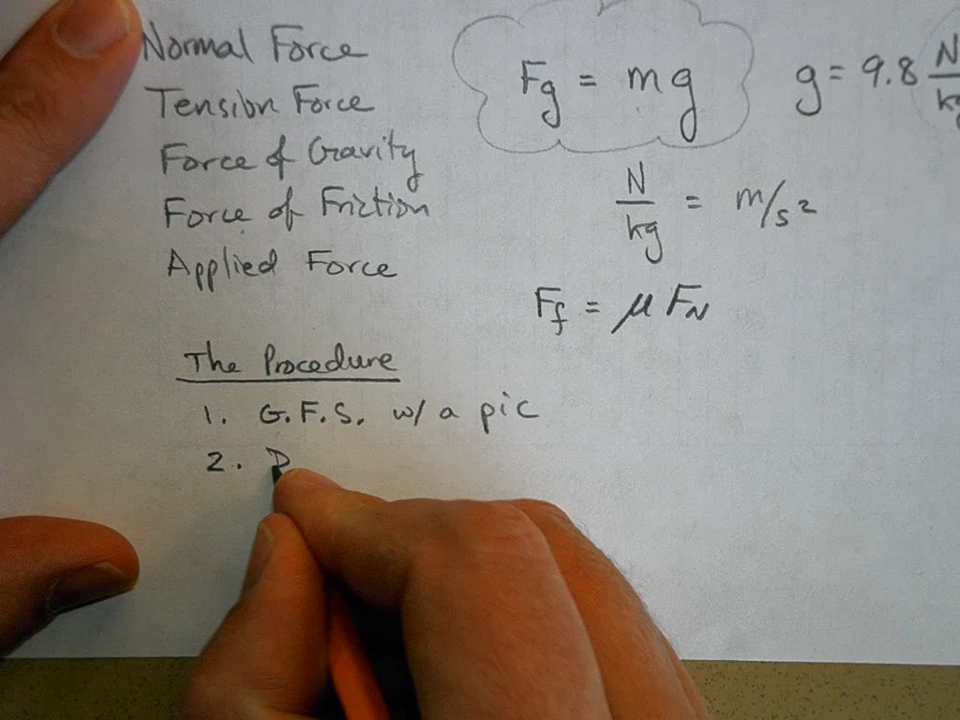 Normal Force
Tension Force
Force of Gravity
Force of Friction
Applied Force
Fg = mg
g = 9.8 N/kg
N/kg = m/s²
Ff = μ FN
The Procedure
1. G.F.S. w/ a pic
2. D